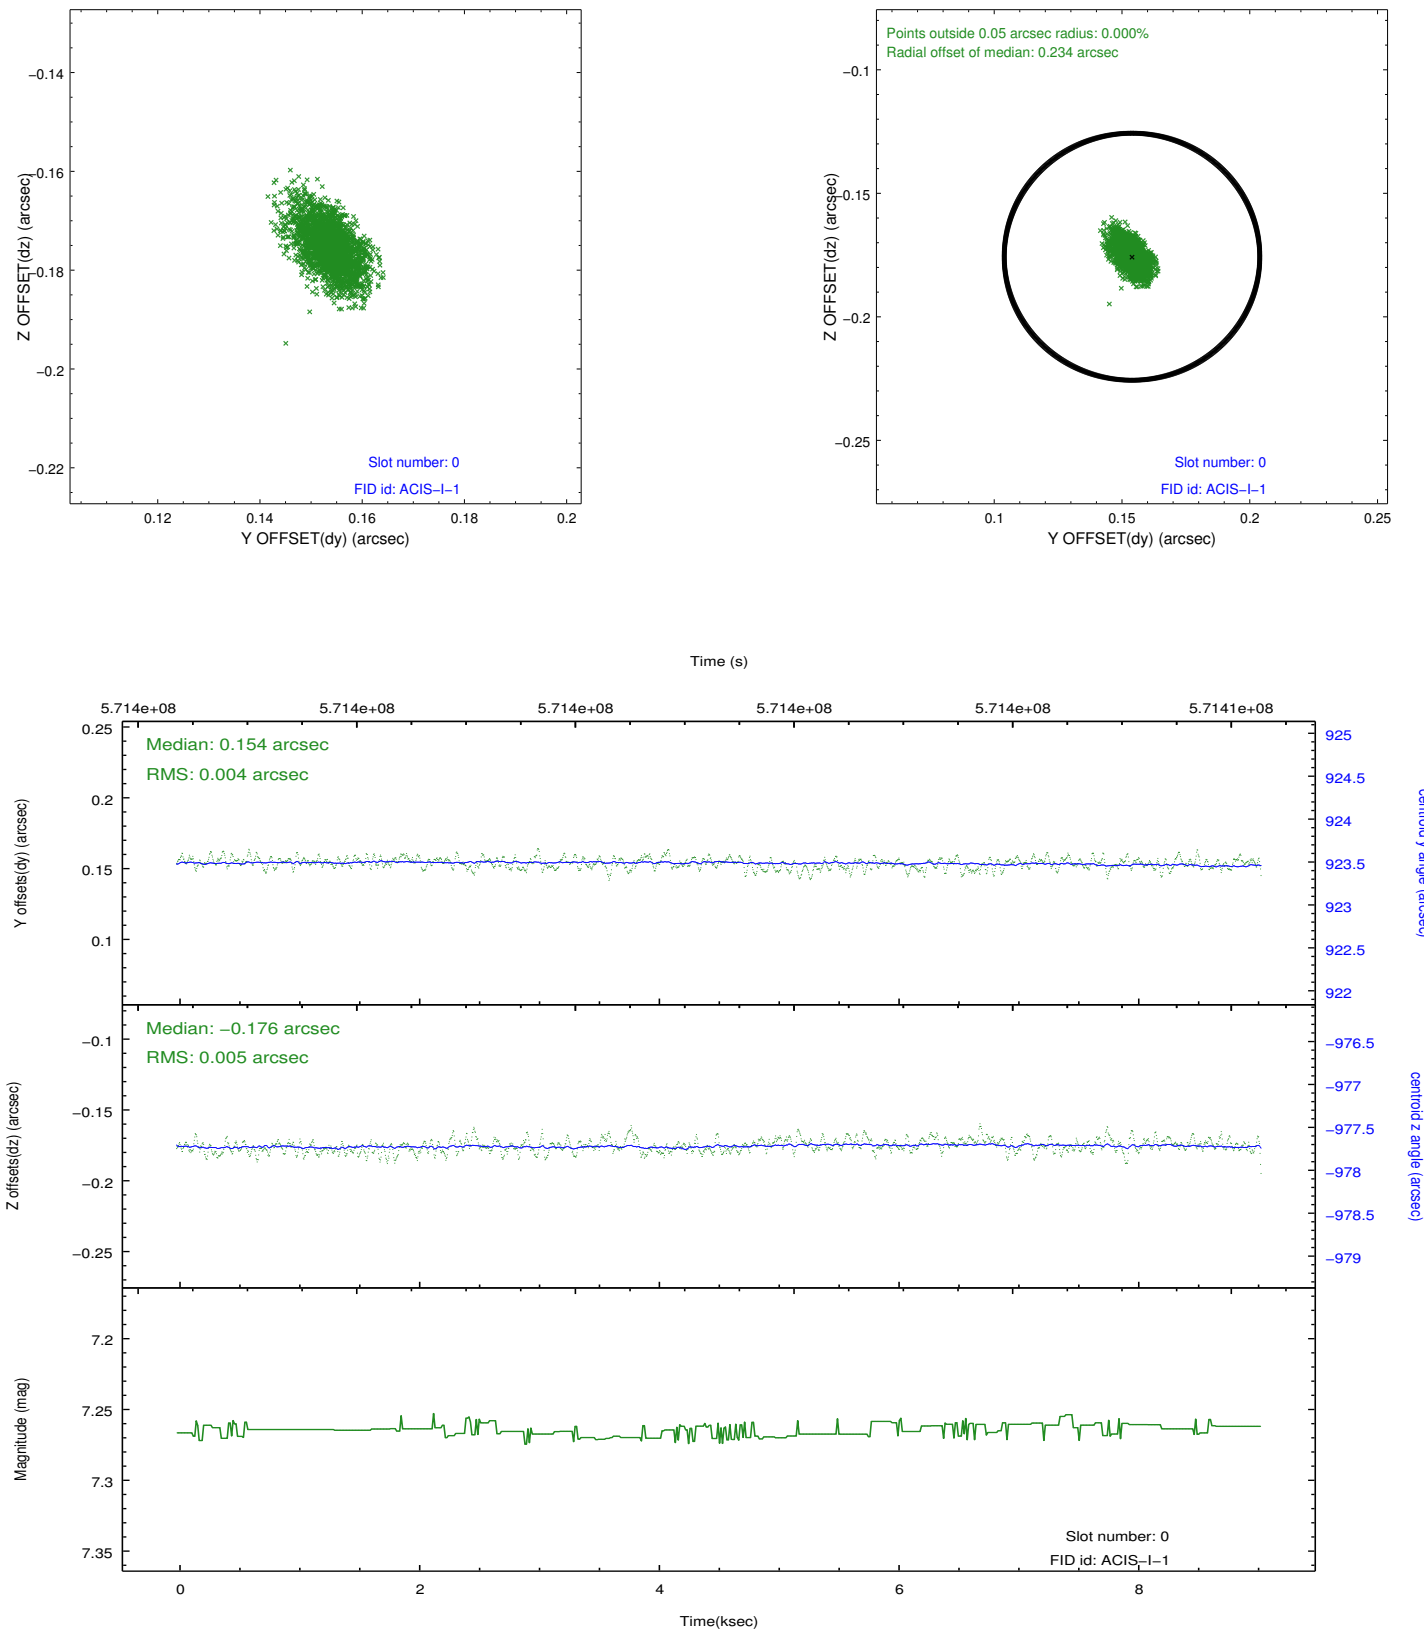 −0.14
−0.16
−0.18
−0.2
−0.22
Z OFFSET(dz) (arcsec)
Slot number: 0
FID id: ACIS−I−1
0.12
0.14
0.16
0.18
0.2
Y OFFSET(dy) (arcsec)
Points outside 0.05 arcsec radius: 0.000%
Radial offset of median: 0.234 arcsec
−0.1
−0.15
−0.2
−0.25
Z OFFSET(dz) (arcsec)
Slot number: 0
FID id: ACIS−I−1
0.1
0.15
0.2
0.25
Y OFFSET(dy) (arcsec)
Time (s)
5.714e+08
5.714e+08
5.714e+08
5.714e+08
5.714e+08
5.7141e+08
Median: 0.154 arcsec
RMS: 0.004 arcsec
0.25
0.2
0.15
0.1
Y offsets(dy) (arcsec)
925
924.5
924
923.5
923
922.5
922
centroid y angle (arcsec)
Median: −0.176 arcsec
RMS: 0.005 arcsec
−0.1
−0.15
−0.2
−0.25
Z offsets(dz) (arcsec)
−976.5
−977
−977.5
−978
−978.5
−979
centroid z angle (arcsec)
7.2
7.25
7.3
7.35
Magnitude (mag)
Slot number: 0
FID id: ACIS−I−1
0
2
4
6
8
Time(ksec)